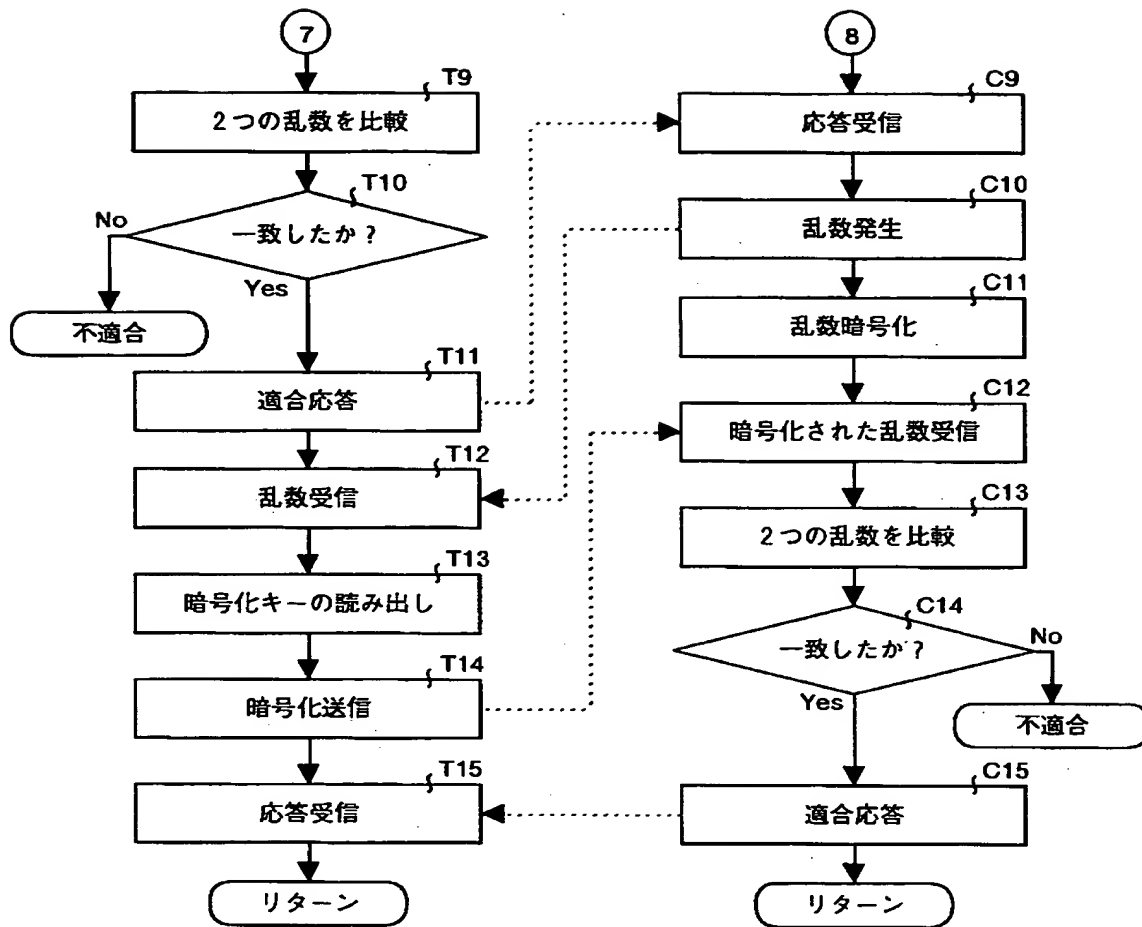 7
T9
2つの乱数を比較
T10
一致したか?
No
Yes
不適合
T11
適合応答
T12
乱数受信
T13
暗号化キーの読み出し
T14
暗号化送信
T15
応答受信
リターン
8
C9
応答受信
C10
乱数発生
C11
乱数暗号化
C12
暗号化された乱数受信
C13
2つの乱数を比較
C14
一致したか?
No
Yes
不適合
C15
適合応答
リターン